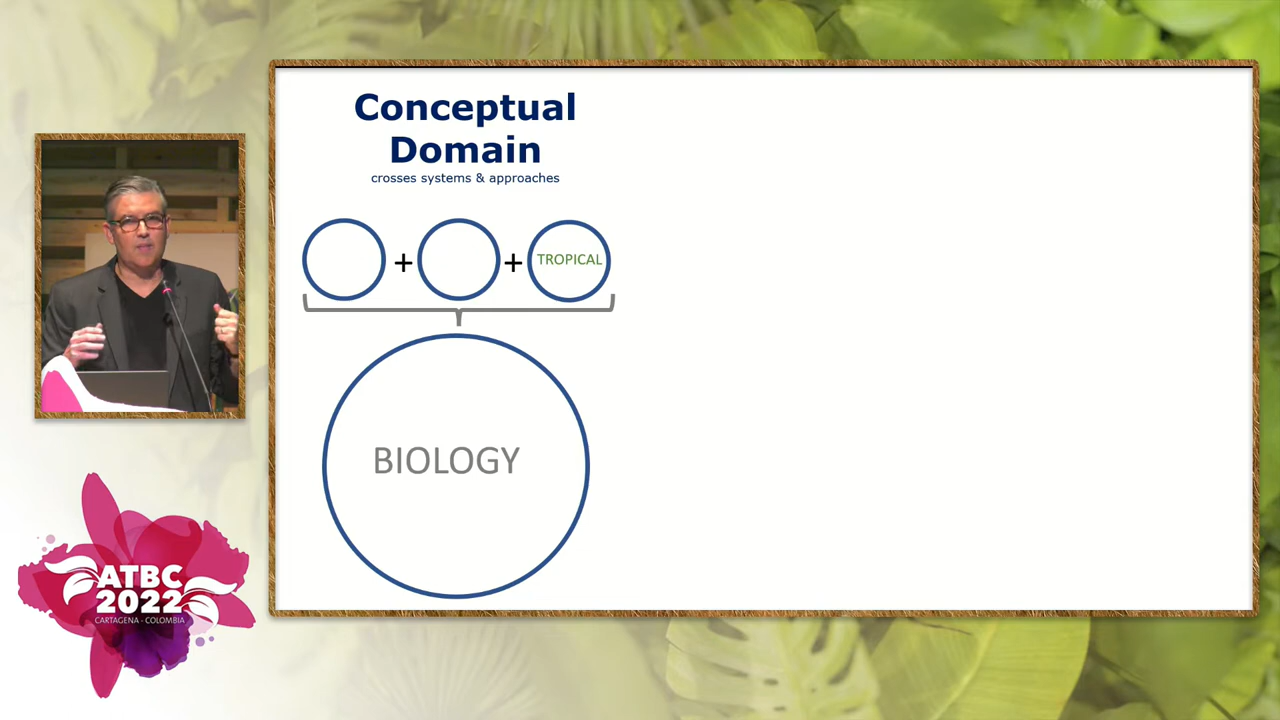 Conceptual
Domain
crosses systems & approaches
+ + TROPICAL
BIOLOGY
ATBC
2022
CARTAGENA - COLOMBIA